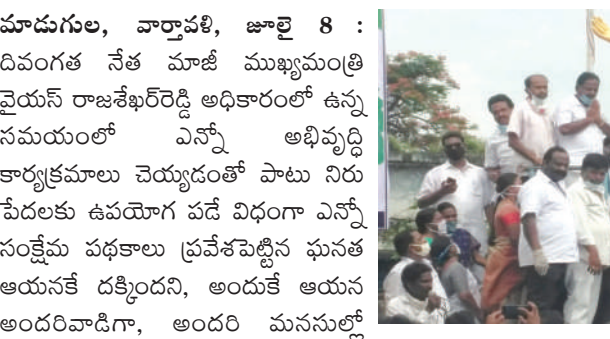 మాడుగుల, వార్తావళి, జూలై 8 :
దివంగత నేత మాజీ ముఖ్యమంత్రి
వైయస్ రాజశేఖర్‌రెడ్డి అధికారంలో ఉన్న
సమయంలో ఎన్నో అభివృద్ధి
కార్యక్రమాలు చెయ్యడంతో పాటు నిరు
పేదలకు ఉపయోగ పడే విధంగా ఎన్నో
సంక్షేమ పథకాలు ప్రవేశపెట్టిన ఘనత
ఆయనకే దక్కిందని, అందుకే ఆయన
అందరివాడిగా, అందరి మనసుల్లో